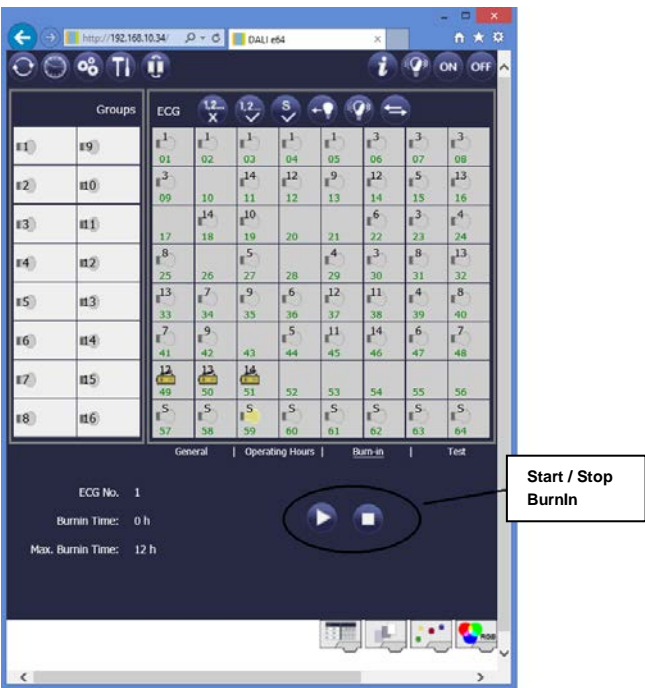 http://192.168.10.34/ DALI e64
i ON OFF
Groups ECG 1,2... X 1,2... S
1 9 1 1 1 1 1 3 3 3
01 02 03 04 05 06 07 08
2 10 3 14 12 9 12 5 13
09 10 11 12 13 14 15 16
3 11 14 10 6 3 4
17 18 19 20 21 22 23 24
4 12 8 5 4 3 8 13
25 26 27 28 29 30 31 32
5 13 13 7 9 6 12 11 4 8
33 34 35 36 37 38 39 40
6 14 7 9 5 11 14 6 7
41 42 43 44 45 46 47 48
7 15 12 13 14
49 50 51 52 53 54 55 56
8 16 S S S S S S S S
57 58 59 60 61 62 63 64
General | Operating Hours | Burn-in | Test
Start / Stop
BurnIn
ECG No. 1
Burnin Time: 0 h
Max. Burnin Time: 12 h
RGB